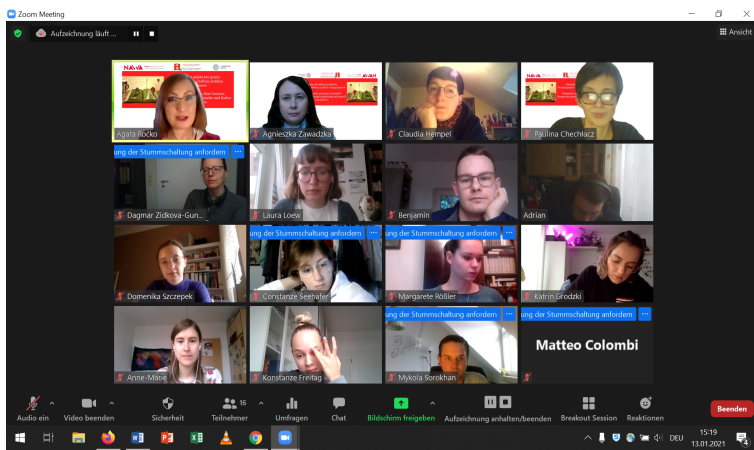 Zoom Meeting
Aufzeichnung läuft ...
Ansicht
NAWA
Agata Roćko
Agnieszka Zawadzka
Claudia Hempel
Paulina Chechłacz
ung der Stummschaltung anfordern ...
Dagmar Zidkova-Gun...
Laura Loew
Benjamin
Adrian
ung der Stummschaltung anfordern ...
ung der Stummschaltung anfordern ...
Domenika Szczepek
Constanze Seehafer
Margarete Rößler
Katrin Grodzki
ung der Stummschaltung anfordern ...
ung der Stummschaltung anfordern ...
Matteo Colombi
Anne-Marie
Konstanze Freitag
Mykola Sorokhan
16
Audio ein
Video beenden
Sicherheit
Teilnehmer
Umfragen
Chat
Bildschirm freigeben
Aufzeichnung anhalten/beenden
Breakout Session
Reaktionen
Beenden
DEU
15:19
13.01.2021
4